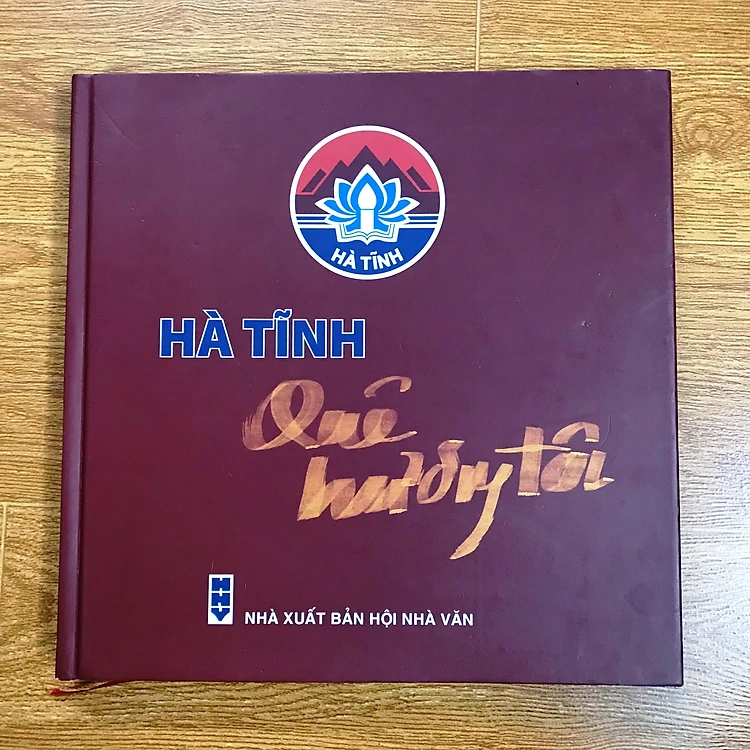 HÀ TĨNH
HÀ TĨNH
Quê
hương tôi
NHÀ XUẤT BẢN HỘI NHÀ VĂN